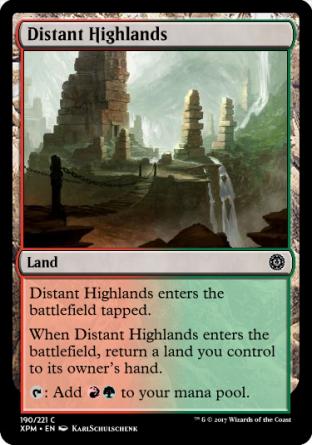 Distant Highlands
Land
Distant Highlands enters the
battlefield tapped.
When Distant Highlands enters the
battlefield, return a land you control
to its owner's hand.
: Add to your mana pool.
190/221 C
XPM • EN KarlSchulschenk
™ & © 2017 Wizards of the Coast